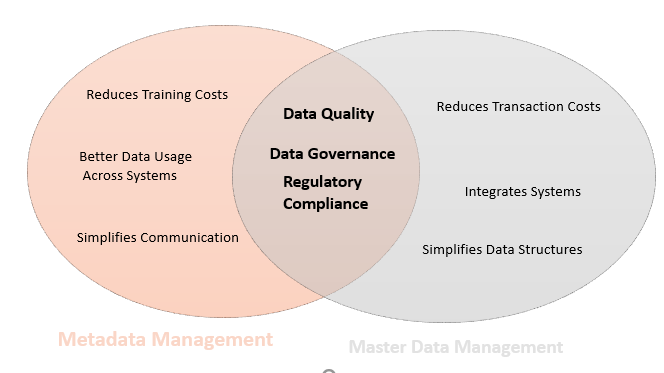 Reduces Training Costs
Better Data Usage
Across Systems
Simplifies Communication
Data Quality
Data Governance
Regulatory
Compliance
Reduces Transaction Costs
Integrates Systems
Simplifies Data Structures
Metadata Management
Master Data Management